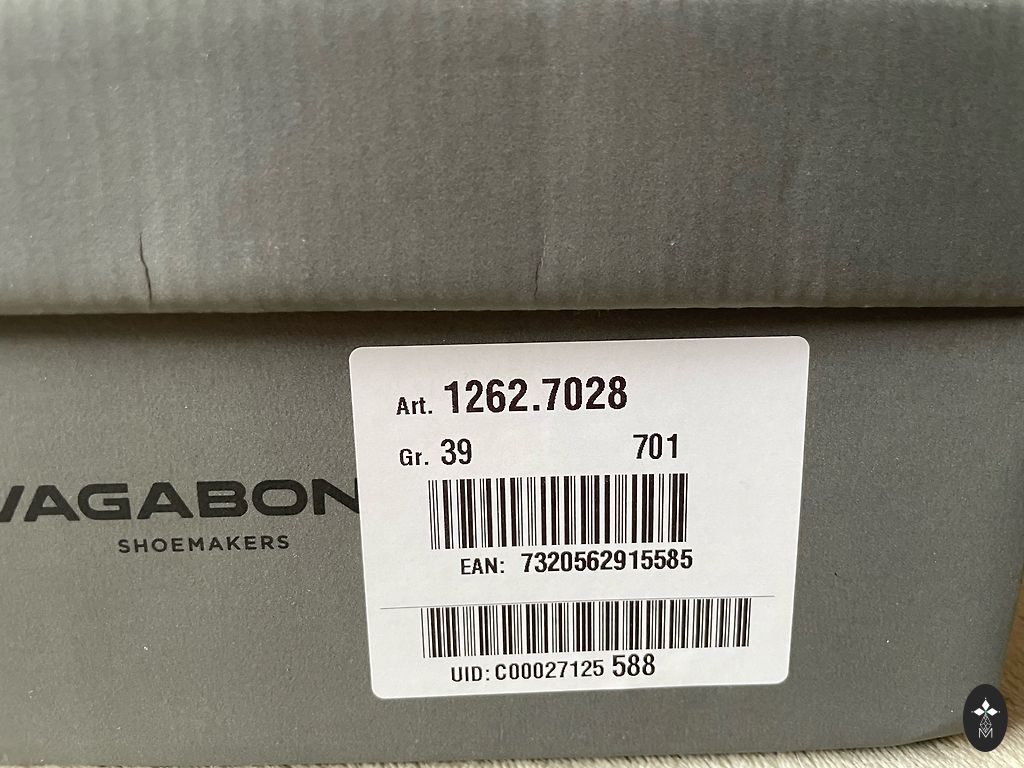 VAGABON
SHOEMAKERS
Art. 1262.7028
Gr. 39 701
EAN: 7320562915585
UID: C00027125 588
M